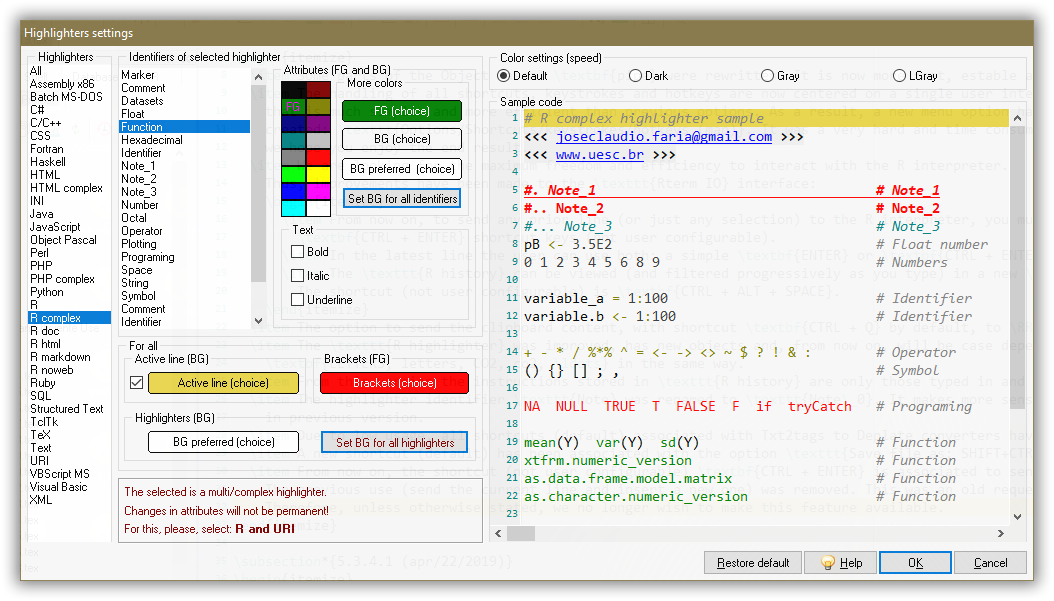 Highlighters settings
Highlighters
All
Assembly x86
Batch MS-DOS
C#
C/C++
CSS
Fortran
Haskell
HTML
HTML complex
INI
Java
JavaScript
Object Pascal
Perl
PHP
PHP complex
Python
R
R complex
R doc
R html
R markdown
R noweb
Ruby
SQL
Structured Text
TclTk
TeX
Text
URI
VBScript MS
Visual Basic
XML
Identifiers of selected highlighter
Marker
Comment
Datasets
Float
Function
Hexadecimal
Identifier
Note_1
Note_2
Note_3
Number
Octal
Operator
Plotting
Programing
Space
String
Symbol
Comment
Identifier
Attributes (FG and BG)
FG
More colors
FG (choice)
BG (choice)
BG preferred (choice)
Set BG for all identifiers
Text
Bold
Italic
Underline
For all
Active line (BG)
Active line (choice)
Brackets (FG)
Brackets (choice)
Highlighters (BG)
BG preferred (choice)
Set BG for all highlighters
The selected is a multi/complex highlighter.
Changes in attributes will not be permanent!
For this, please, select: R and URI
Color settings (speed)
Default Dark Gray LGray
Sample code
1 # R complex highlighter sample
2 <<< joseclaudio.faria@gmail.com >>>
3 <<< www.uesc.br >>>
4
5 #. Note_1 # Note_1
6 #.. Note_2 # Note_2
7 #... Note_3 # Note_3
8 pB <- 3.5E2 # Float number
9 0 1 2 3 4 5 6 8 9 # Numbers
10
11 variable_a = 1:100 # Identifier
12 variable.b <- 1:100 # Identifier
13
14 + - * / %*% ^ = <- -> <> ~ $ ? ! & : # Operator
15 () {} [] ; , # Symbol
16
17 NA NULL TRUE T FALSE F if tryCatch # Programing
18
19 mean(Y) var(Y) sd(Y) # Function
20 xtfrm.numeric_version # Function
21 as.data.frame.model.matrix # Function
22 as.character.numeric_version # Function
23
Restore default Help OK Cancel
\subsection*{5.3.4.1 (apr/22/2019)}